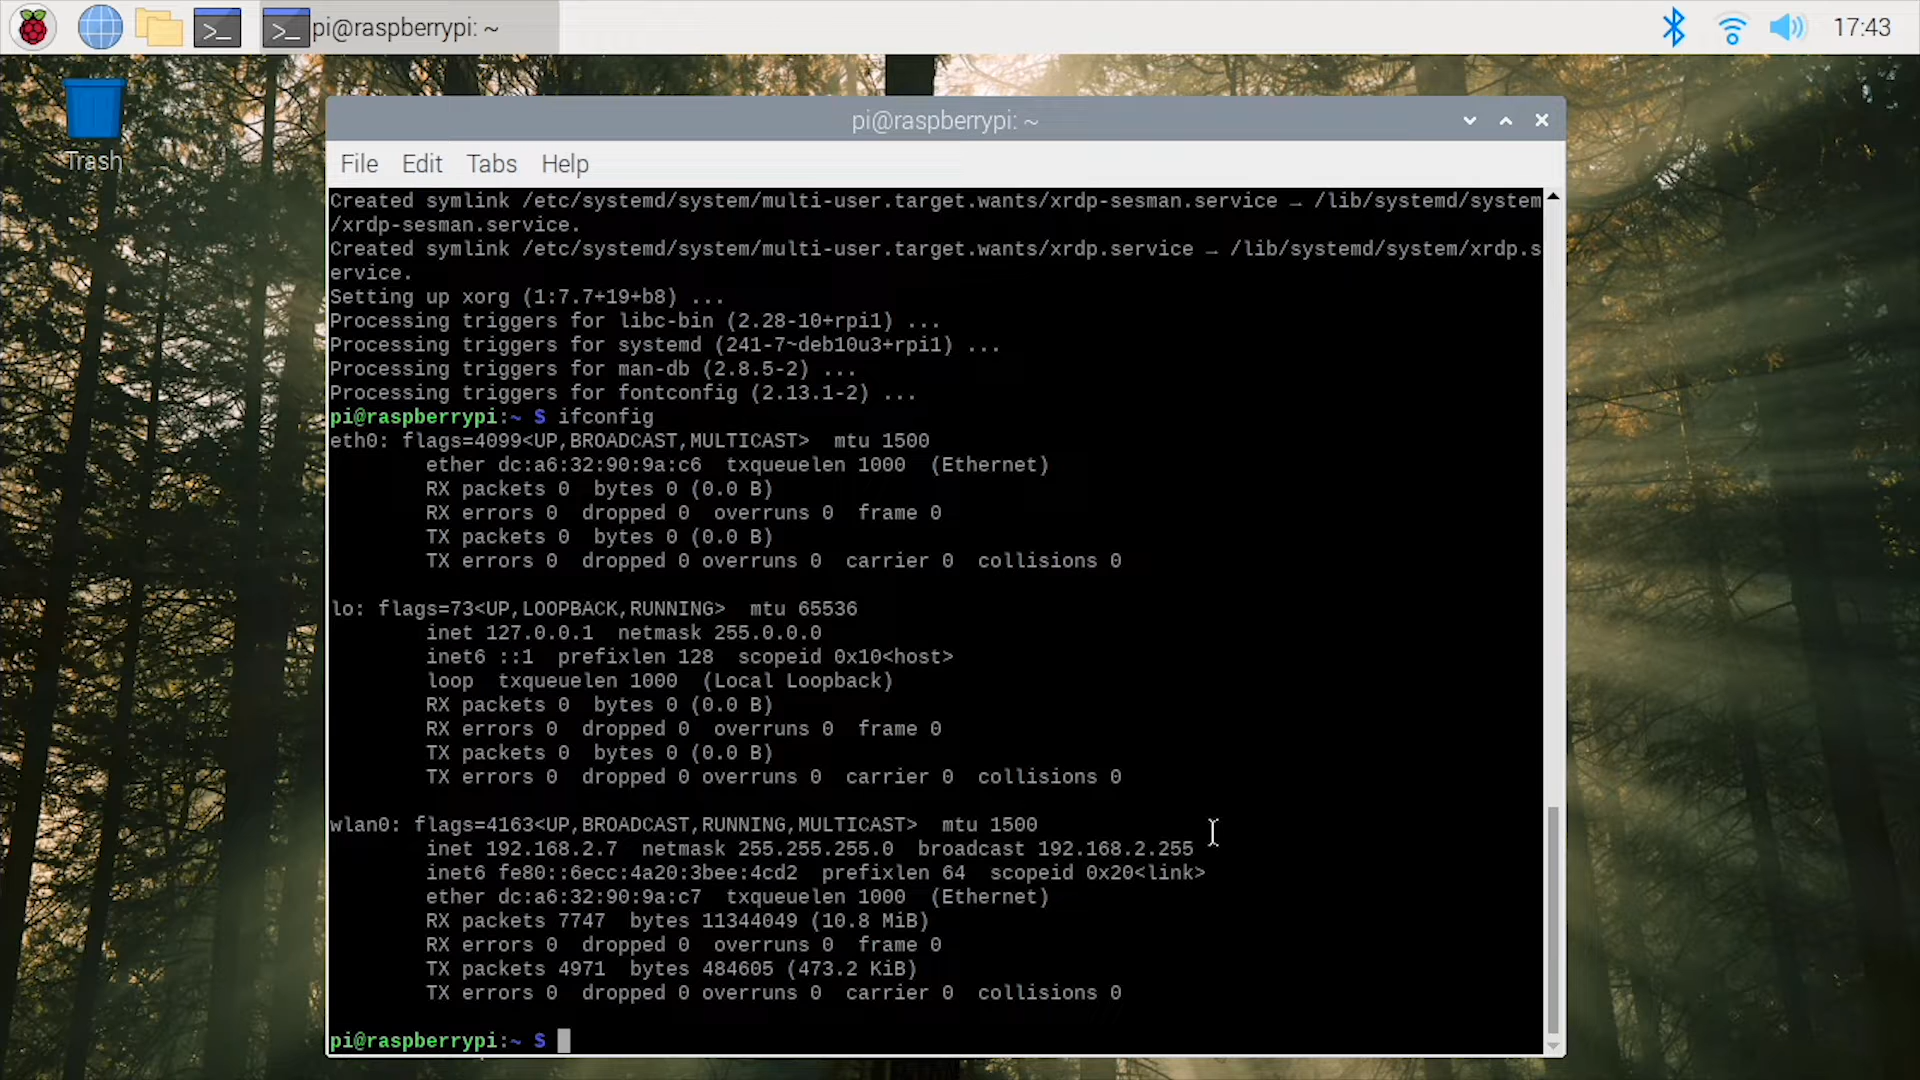 pi@raspberrypi: ~
17:43
Trash
pi@raspberrypi: ~
File Edit Tabs Help
Created symlink /etc/systemd/system/multi-user.target.wants/xrdp-sesman.service → /lib/systemd/system
/xrdp-sesman.service.
Created symlink /etc/systemd/system/multi-user.target.wants/xrdp.service → /lib/systemd/system/xrdp.s
ervice.
Setting up xorg (1:7.7+19+b8) ...
Processing triggers for libc-bin (2.28-10+rpi1) ...
Processing triggers for systemd (241-7~deb10u3+rpi1) ...
Processing triggers for man-db (2.8.5-2) ...
Processing triggers for fontconfig (2.13.1-2) ...
pi@raspberrypi:~ $ ifconfig
eth0: flags=4099<UP,BROADCAST,MULTICAST>  mtu 1500
        ether dc:a6:32:90:9a:c6  txqueuelen 1000  (Ethernet)
        RX packets 0  bytes 0 (0.0 B)
        RX errors 0  dropped 0  overruns 0  frame 0
        TX packets 0  bytes 0 (0.0 B)
        TX errors 0  dropped 0 overruns 0  carrier 0  collisions 0
lo: flags=73<UP,LOOPBACK,RUNNING>  mtu 65536
        inet 127.0.0.1  netmask 255.0.0.0
        inet6 ::1  prefixlen 128  scopeid 0x10<host>
        loop  txqueuelen 1000  (Local Loopback)
        RX packets 0  bytes 0 (0.0 B)
        RX errors 0  dropped 0  overruns 0  frame 0
        TX packets 0  bytes 0 (0.0 B)
        TX errors 0  dropped 0 overruns 0  carrier 0  collisions 0
wlan0: flags=4163<UP,BROADCAST,RUNNING,MULTICAST>  mtu 1500
        inet 192.168.2.7  netmask 255.255.255.0  broadcast 192.168.2.255
        inet6 fe80::6ecc:4a20:3bee:4cd2  prefixlen 64  scopeid 0x20<link>
        ether dc:a6:32:90:9a:c7  txqueuelen 1000  (Ethernet)
        RX packets 7747  bytes 11344049 (10.8 MiB)
        RX errors 0  dropped 0  overruns 0  frame 0
        TX packets 4971  bytes 484605 (473.2 KiB)
        TX errors 0  dropped 0 overruns 0  carrier 0  collisions 0
pi@raspberrypi:~ $